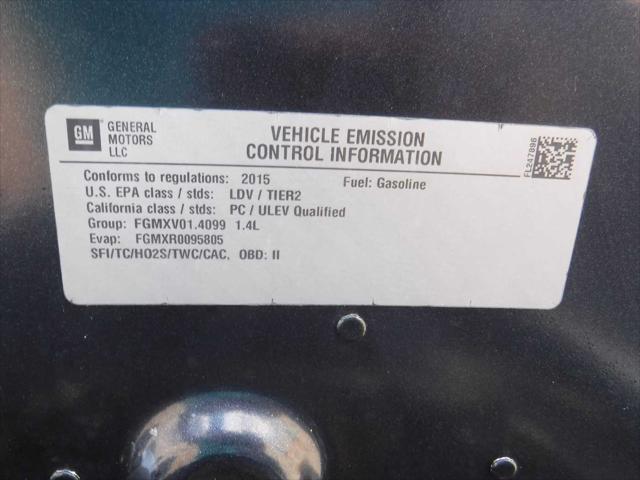 GM
GENERAL
MOTORS
LLC
VEHICLE EMISSION
CONTROL INFORMATION
FL247898
Conforms to regulations: 2015 Fuel: Gasoline
U.S. EPA class / stds: LDV / TIER2
California class / stds: PC / ULEV Qualified
Group: FGMXV01.4099 1.4L
Evap: FGMXR0095805
SFI/TC/HO2S/TWC/CAC, OBD: II